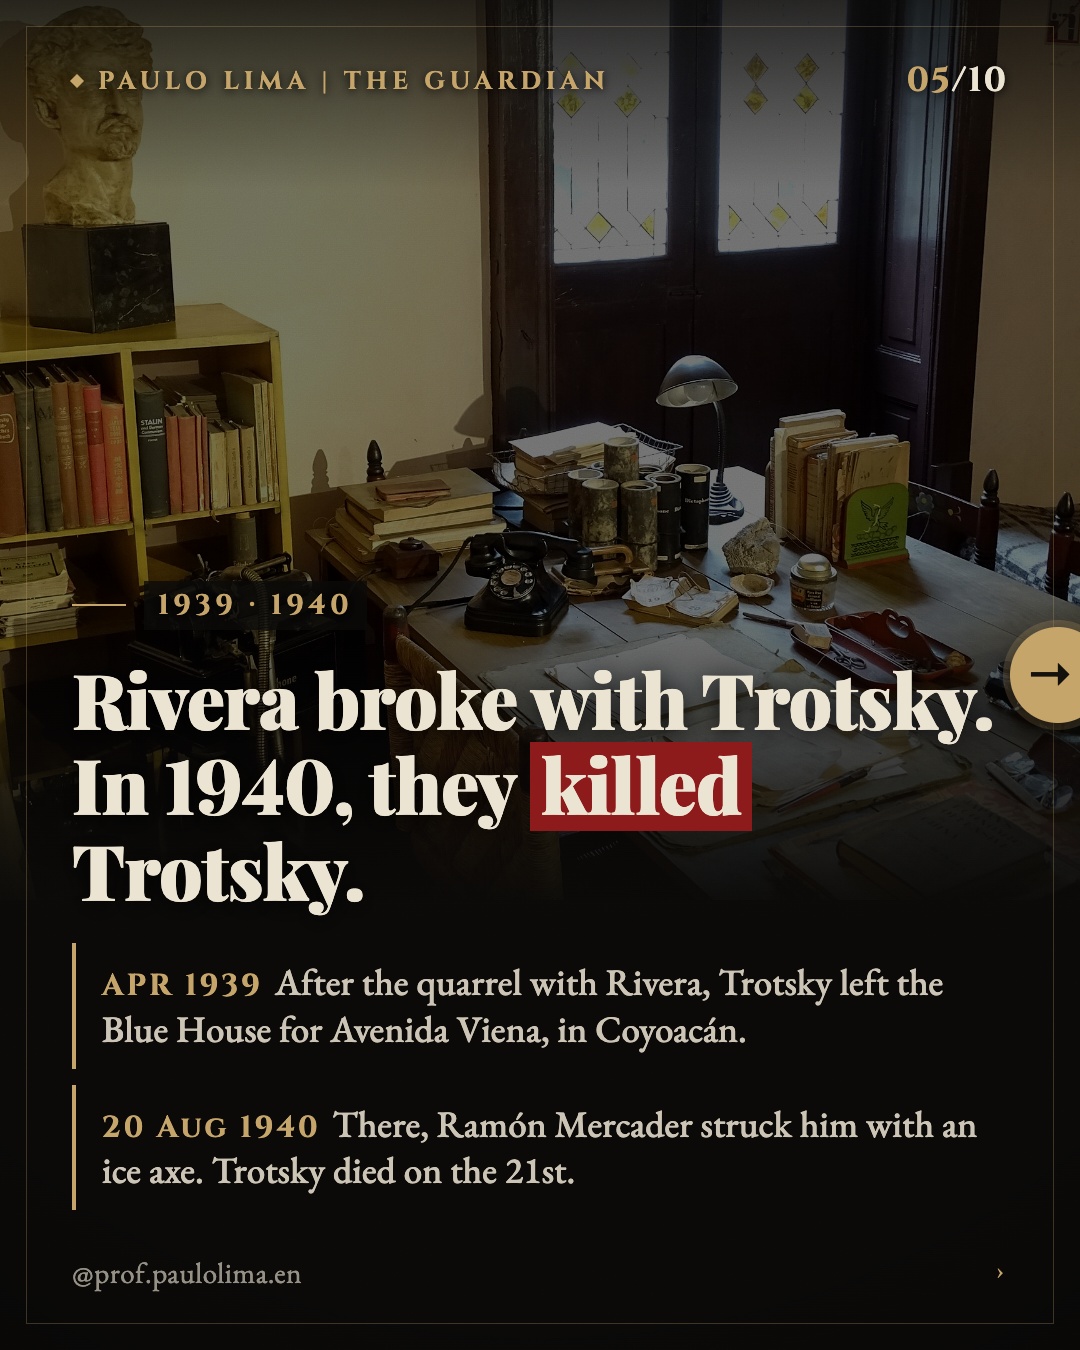 ◆ PAULO LIMA | THE GUARDIAN
05/10
STALIN
1939 · 1940
Rivera broke with Trotsky.
In 1940, they killed
Trotsky.
APR 1939 After the quarrel with Rivera, Trotsky left the
Blue House for Avenida Viena, in Coyoacán.
20 AUG 1940 There, Ramón Mercader struck him with an
ice axe. Trotsky died on the 21st.
@prof.paulolima.en